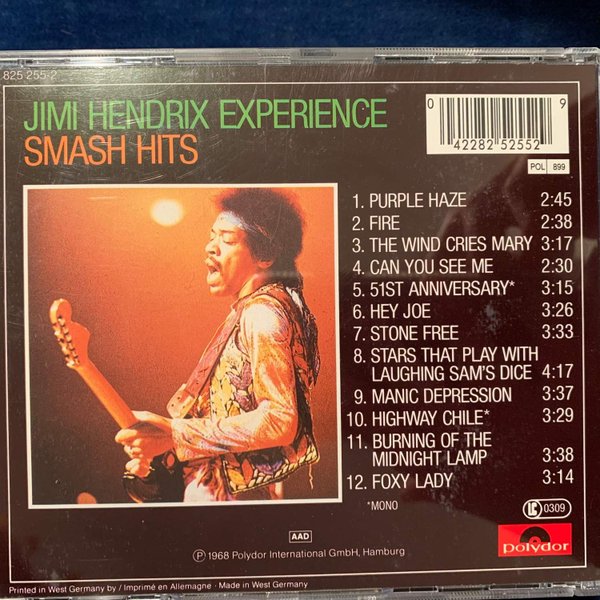 825 255-2
JIMI HENDRIX EXPERIENCE
SMASH HITS
0 42282 52552 9
POL 899
1. PURPLE HAZE 2:45
2. FIRE 2:38
3. THE WIND CRIES MARY 3:17
4. CAN YOU SEE ME 2:30
5. 51ST ANNIVERSARY* 3:15
6. HEY JOE 3:26
7. STONE FREE 3:33
8. STARS THAT PLAY WITH
LAUGHING SAM'S DICE 4:17
9. MANIC DEPRESSION 3:37
10. HIGHWAY CHILE* 3:29
11. BURNING OF THE
MIDNIGHT LAMP 3:38
12. FOXY LADY 3:14
*MONO
LC 0309
AAD
polydor
℗ 1968 Polydor International GmbH, Hamburg
Printed in West Germany by / Imprimé en Allemagne · Made in West Germany